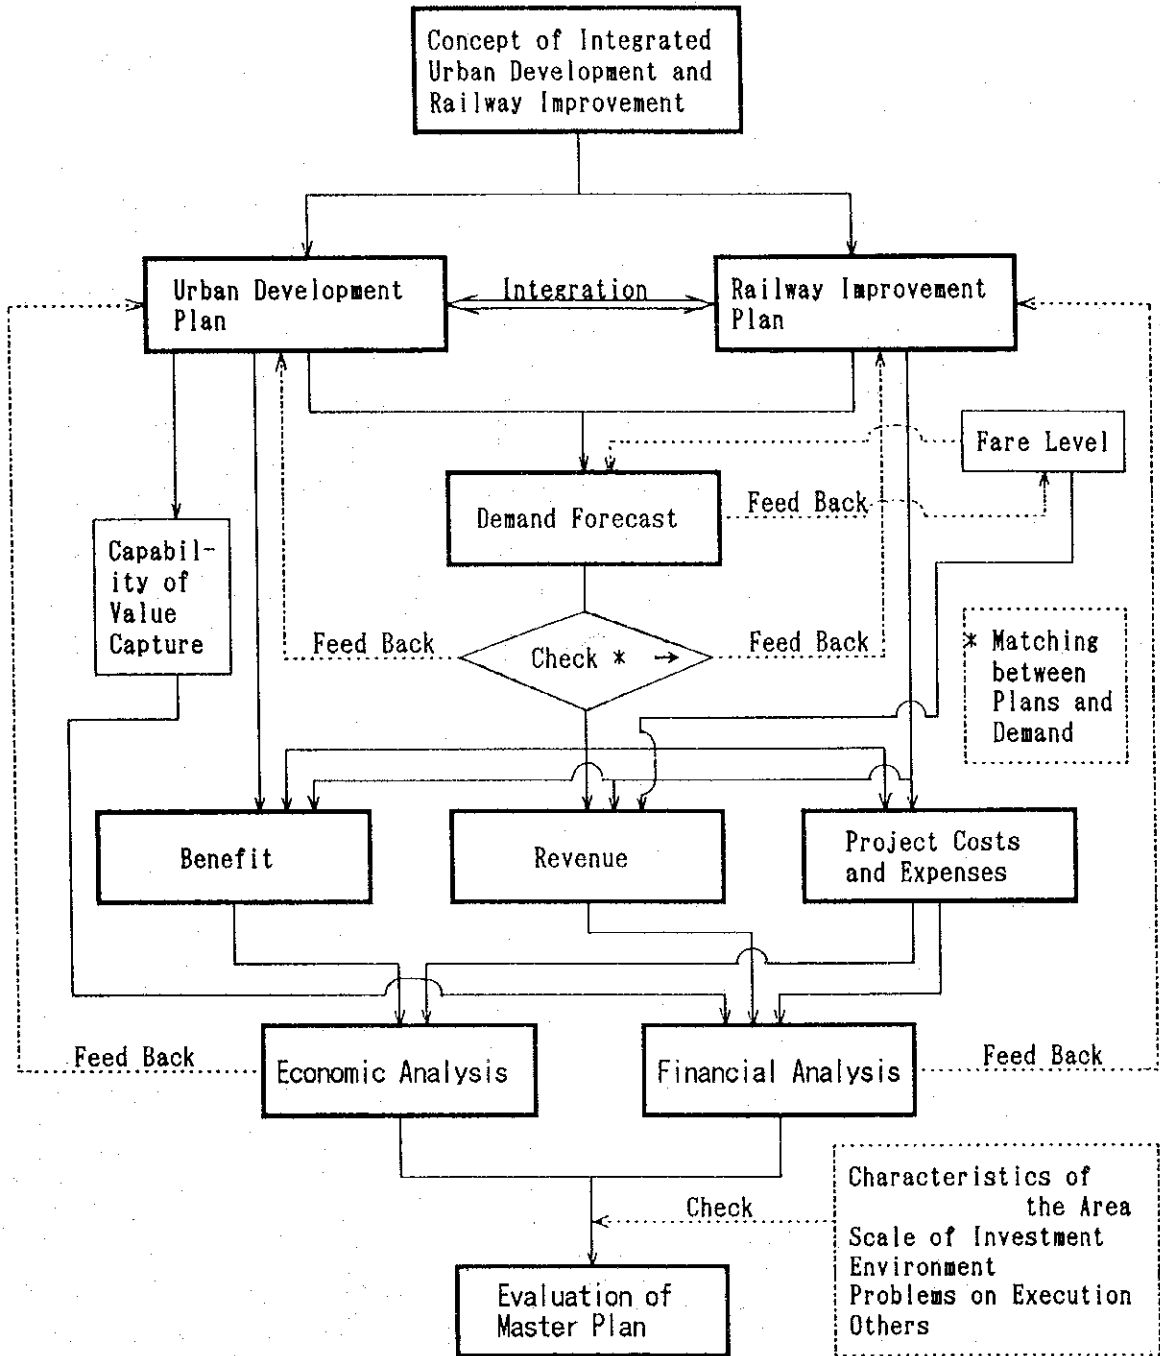 Concept of Integrated
Urban Development and
Railway Improvement
Urban Development
Plan
Integration
Railway Improvement
Plan
Fare Level
Demand Forecast
Feed Back
Capabil-
ity of
Value
Capture
Feed Back
Check *
Feed Back
* Matching
between
Plans and
Demand
Benefit
Revenue
Project Costs
and Expenses
Feed Back
Economic Analysis
Financial Analysis
Feed Back
Check
Characteristics of
the Area
Scale of Investment
Environment
Problems on Execution
Others
Evaluation of
Master Plan